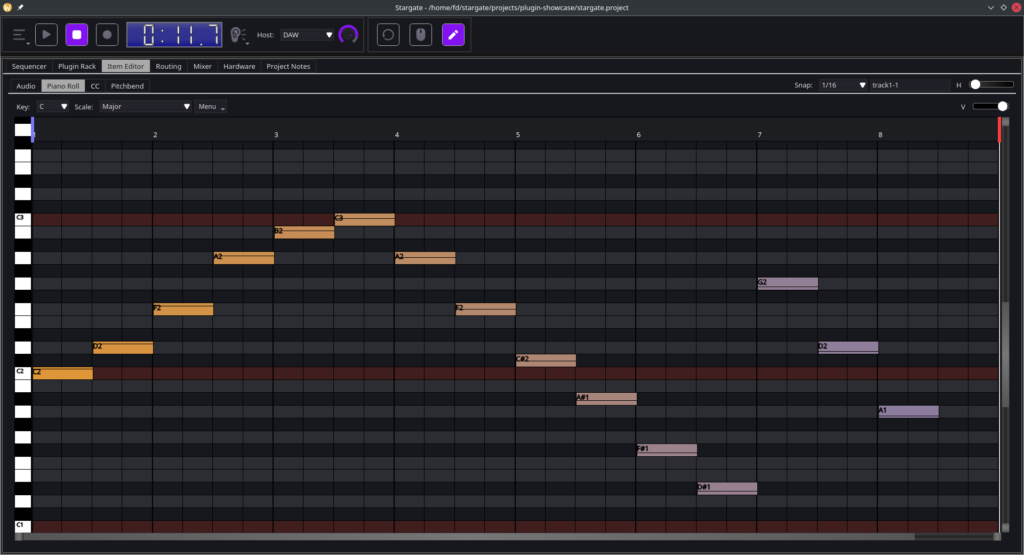 Stargate - /home/fd/stargate/projects/plugin-showcase/stargate.project
0:11.7 Host: DAW
Sequencer Plugin Rack Item Editor Routing Mixer Hardware Project Notes
Audio Piano Roll CC Pitchbend Snap: 1/16 track1-1 H
Key: C Scale: Major Menu V
1 2 3 4 5 6 7 8
C3 C3
B2
A2 A2
G2
F2 F2
D2 D2
C#2
C2 C2
A#1
A1
F#1
D#1
C1